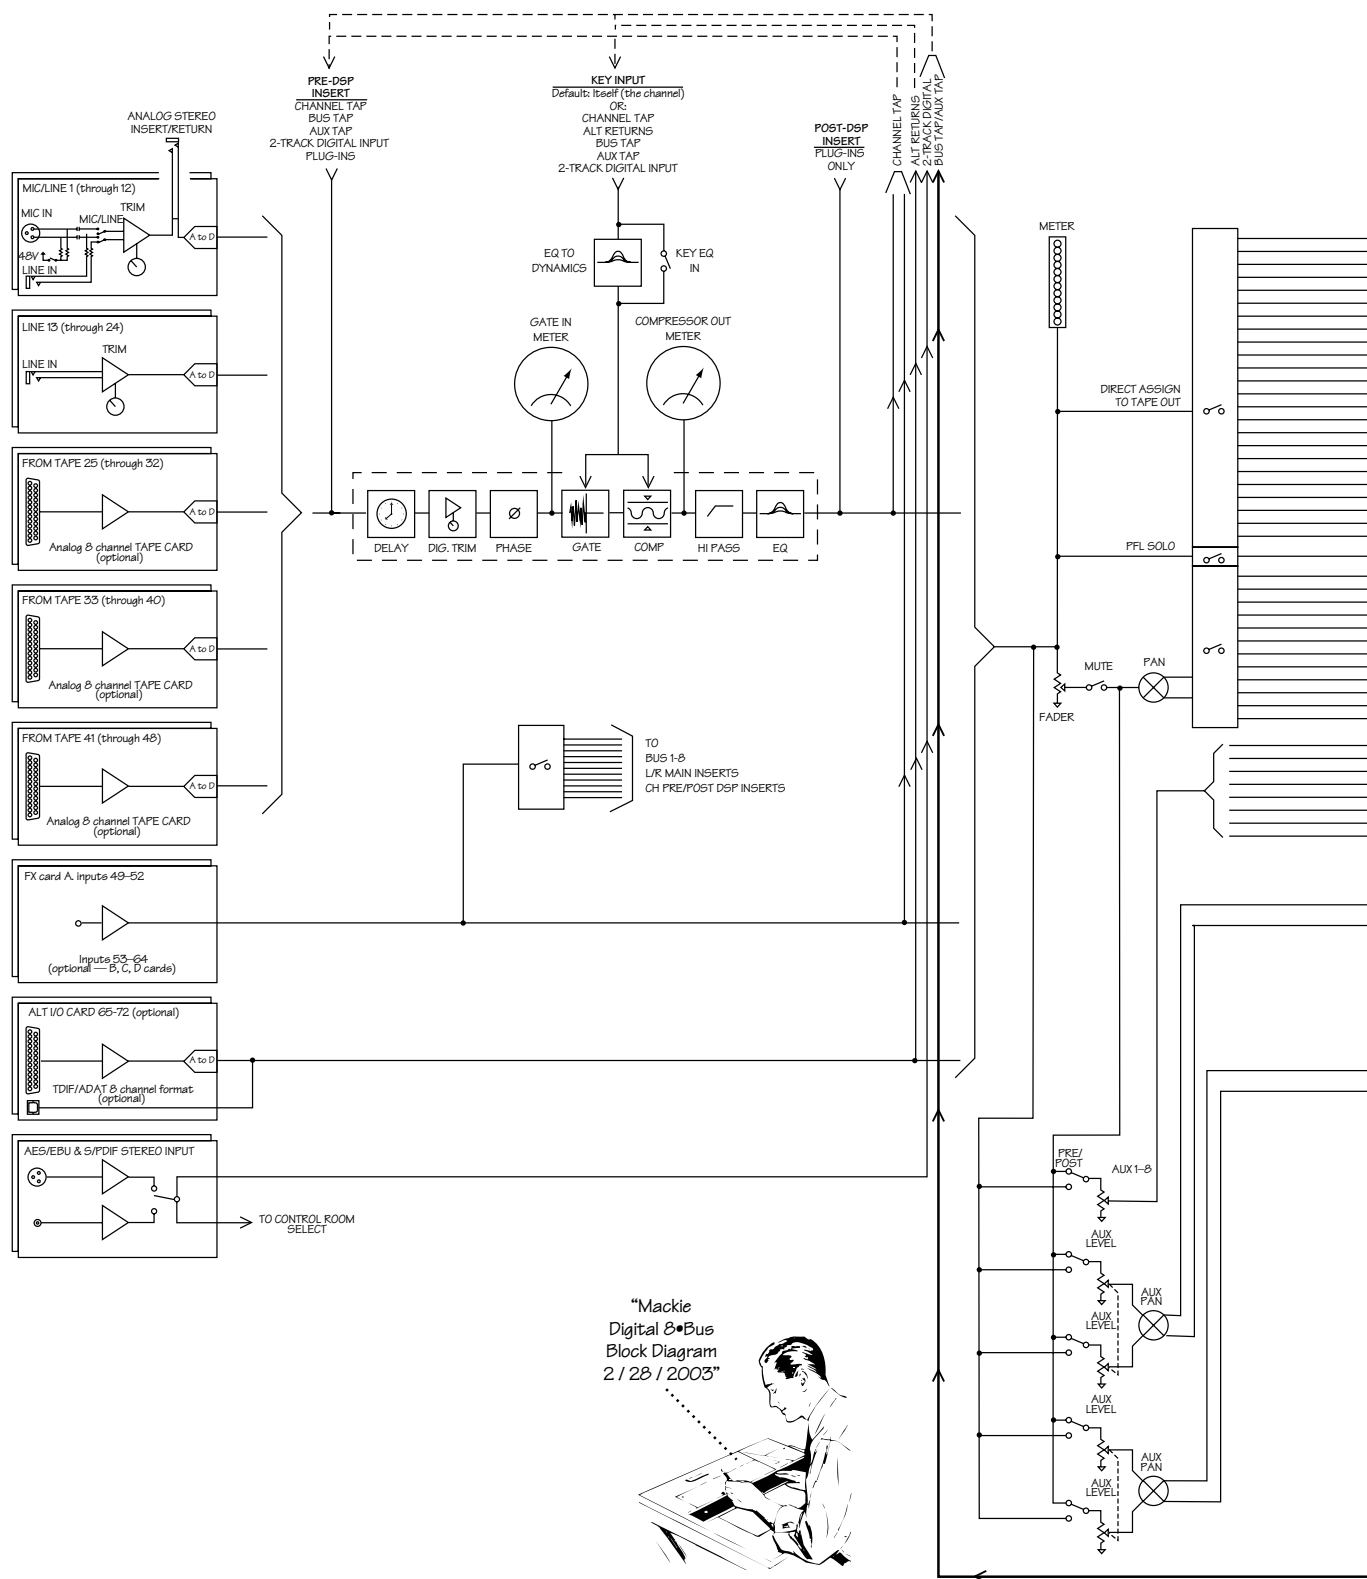 PRE-DSP
INSERT
CHANNEL TAP
BUS TAP
AUX TAP
2-TRACK DIGITAL INPUT
PLUG-INS
KEY INPUT
Default: Itself (the channel)
OR:
CHANNEL TAP
ALT RETURNS
BUS TAP
AUX TAP
2-TRACK DIGITAL INPUT
POST-DSP
INSERT
PLUG-INS
ONLY
CHANNEL TAP
ALT RETURNS
2-TRACK DIGITAL
BUS TAP/AUX TAP
ANALOG STEREO
INSERT/RETURN
MIC/LINE 1 (through 12)
MIC IN
MIC/LINE
TRIM
48V
LINE IN
A to D
LINE 13 (through 24)
TRIM
LINE IN
A to D
FROM TAPE 25 (through 32)
A to D
Analog 8 channel TAPE CARD
(optional)
FROM TAPE 33 (through 40)
A to D
Analog 8 channel TAPE CARD
(optional)
FROM TAPE 41 (through 48)
A to D
Analog 8 channel TAPE CARD
(optional)
FX card A. inputs 49–52
Inputs 53–64
(optional — B, C, D cards)
ALT I/O CARD 65-72 (optional)
A to D
TDIF/ADAT 8 channel format
(optional)
AES/EBU & S/PDIF STEREO INPUT
TO CONTROL ROOM
SELECT
EQ TO
DYNAMICS
KEY EQ
IN
GATE IN
METER
COMPRESSOR OUT
METER
DELAY
DIG. TRIM
PHASE
GATE
COMP
HI PASS
EQ
TO
BUS 1-8
L/R MAIN INSERTS
CH PRE/POST DSP INSERTS
METER
DIRECT ASSIGN
TO TAPE OUT
PFL SOLO
MUTE
PAN
FADER
PRE/
POST
AUX 1–8
AUX
LEVEL
AUX
PAN
AUX
LEVEL
AUX
LEVEL
AUX
PAN
AUX
LEVEL
“Mackie
Digital 8•Bus
Block Diagram
2 / 28 / 2003”